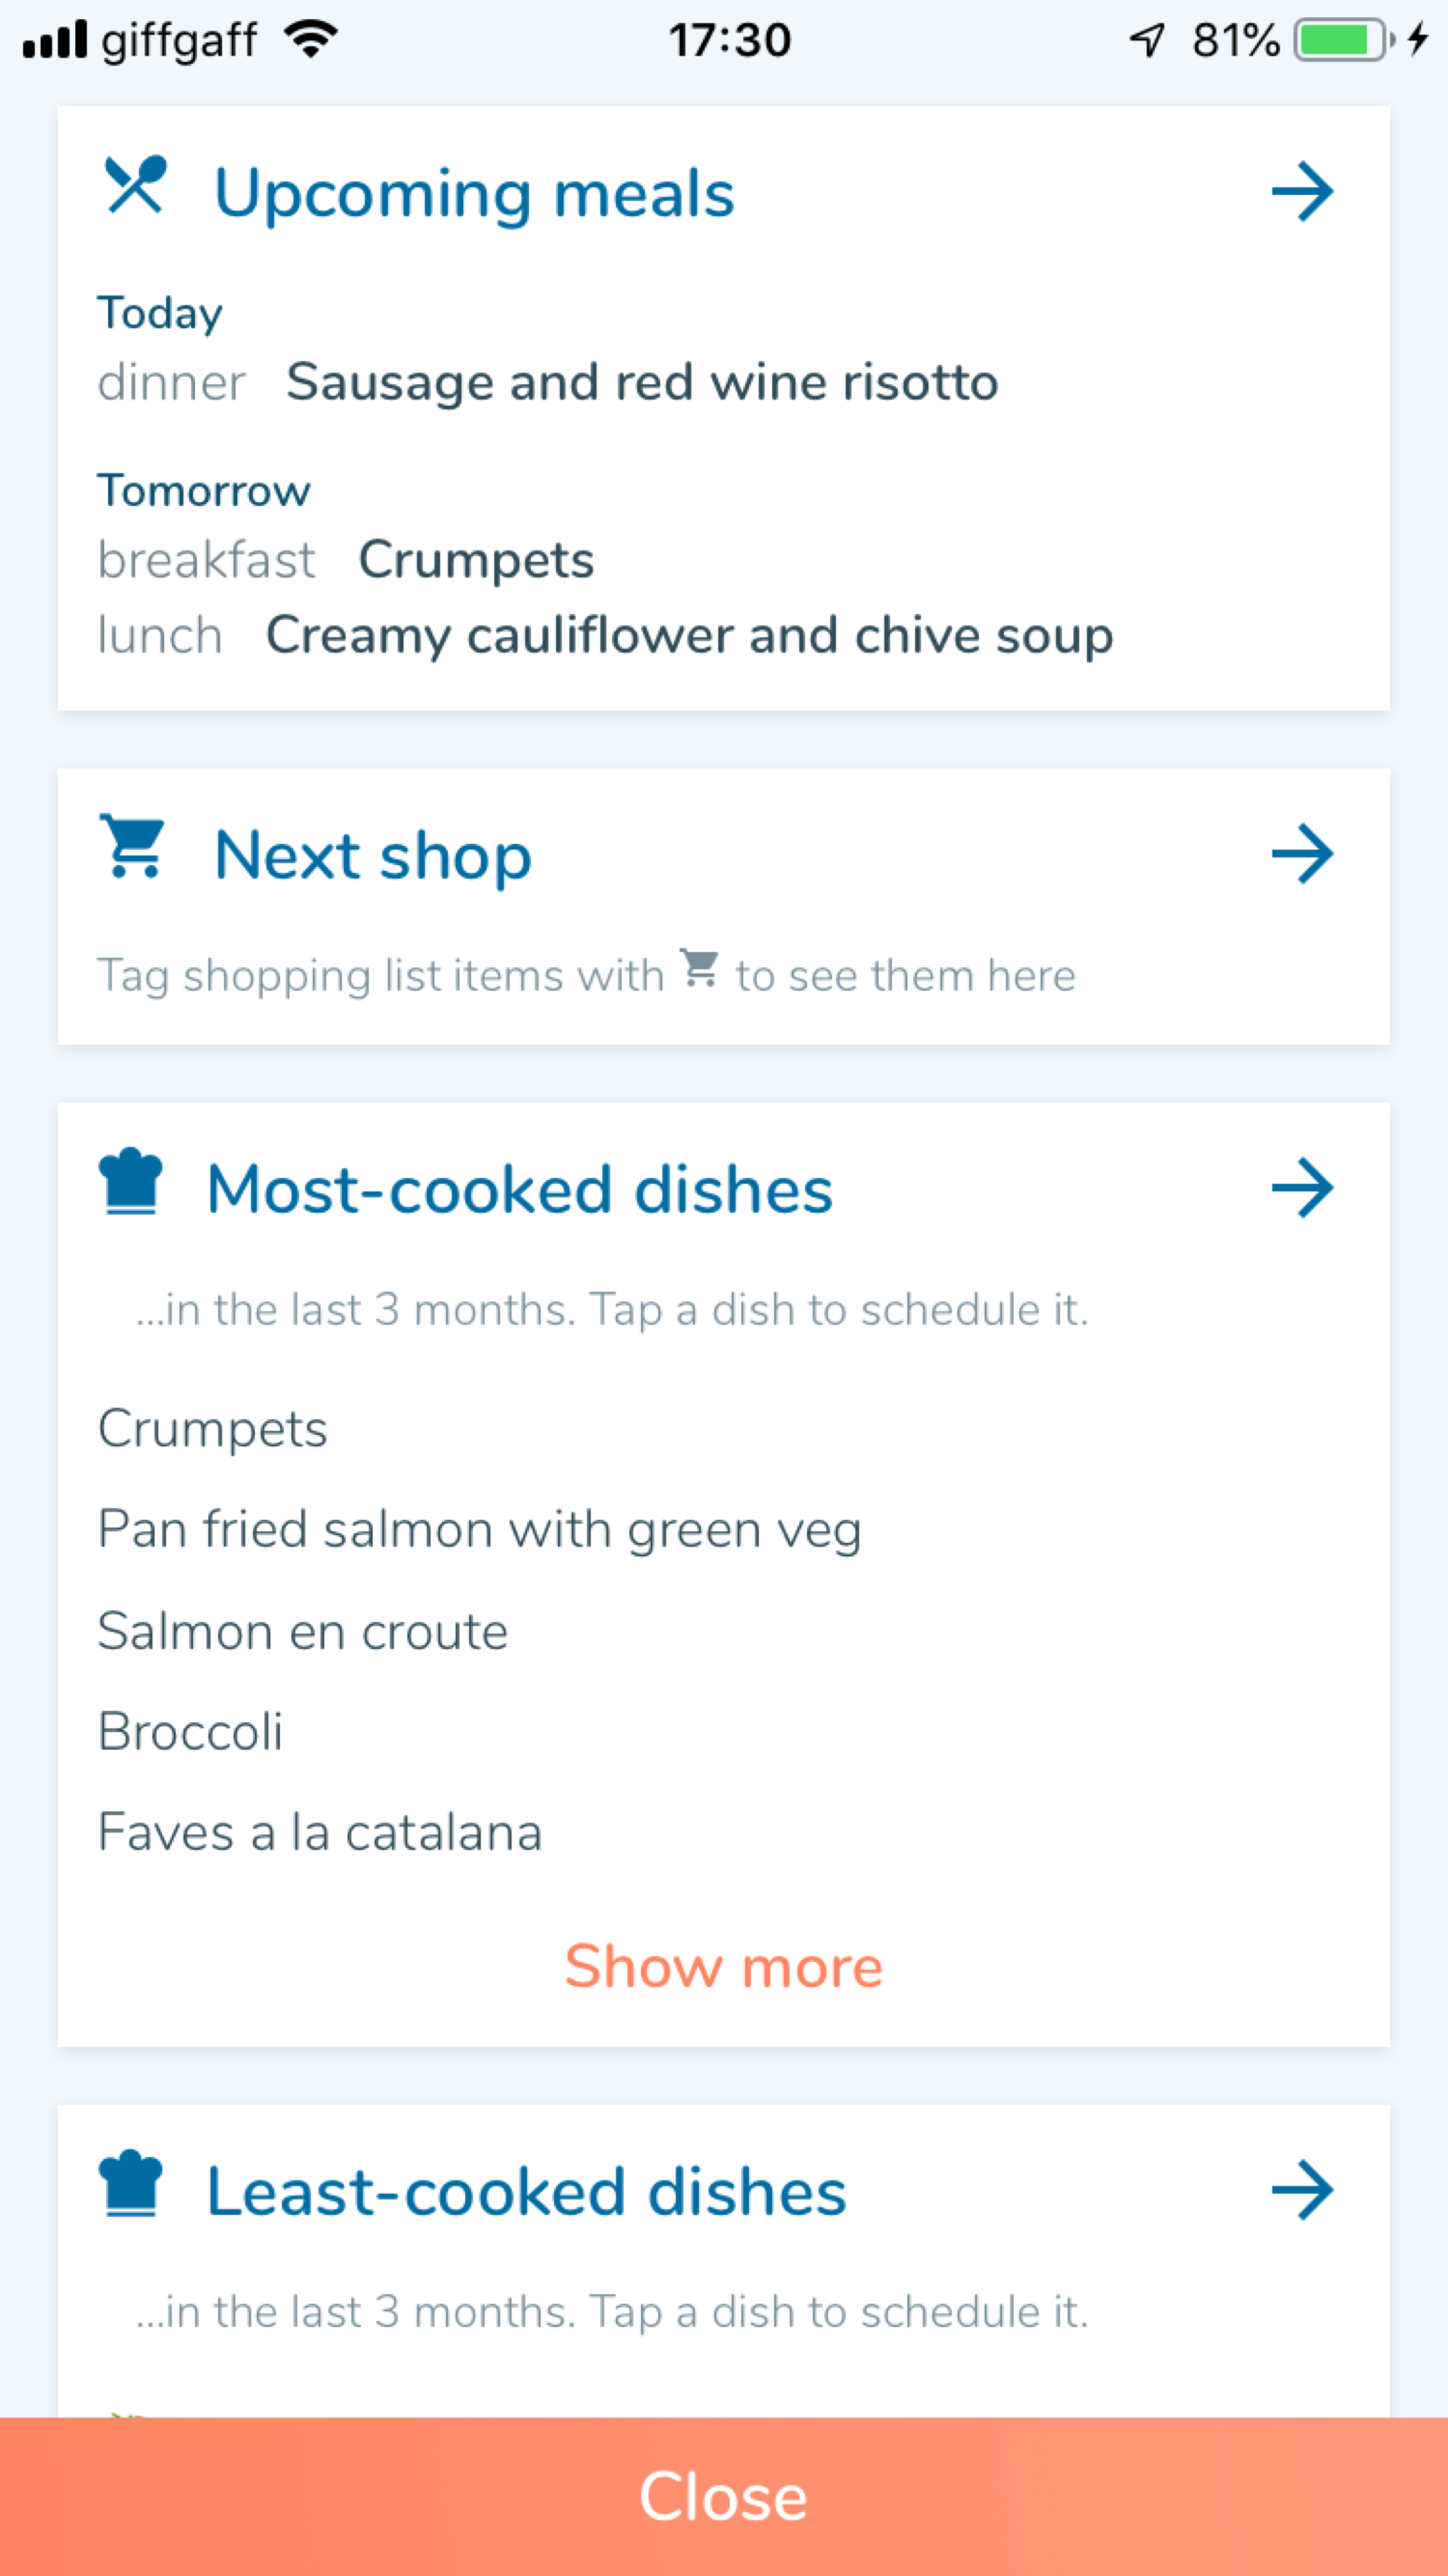 giffgaff 17:30 81%
Upcoming meals
Today
dinner Sausage and red wine risotto
Tomorrow
breakfast Crumpets
lunch Creamy cauliflower and chive soup
Next shop
Tag shopping list items with to see them here
Most-cooked dishes
...in the last 3 months. Tap a dish to schedule it.
Crumpets
Pan fried salmon with green veg
Salmon en croute
Broccoli
Faves a la catalana
Show more
Least-cooked dishes
...in the last 3 months. Tap a dish to schedule it.
Close